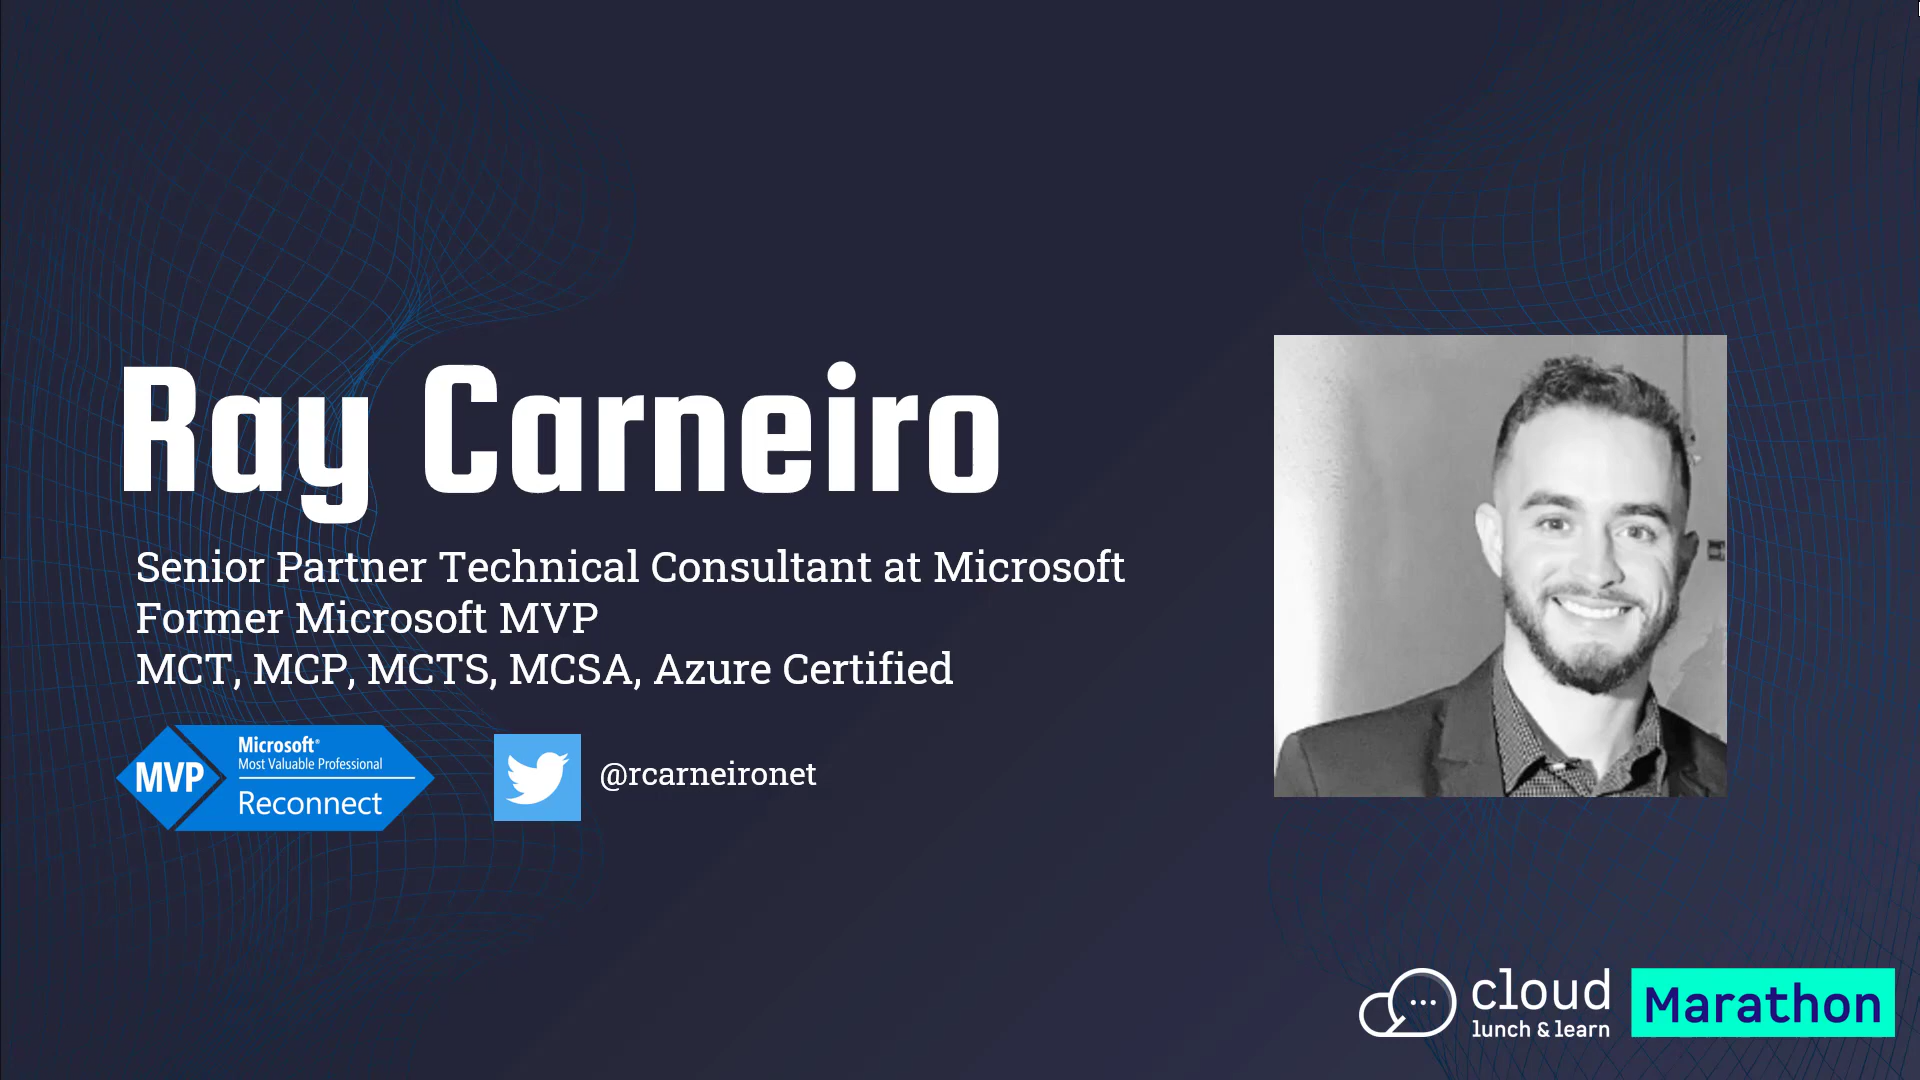 Ray Carneiro
Senior Partner Technical Consultant at Microsoft
Former Microsoft MVP
MCT, MCP, MCTS, MCSA, Azure Certified
MVP
Microsoft®
Most Valuable Professional
Reconnect
@rcarneironet
cloud
lunch & learn
Marathon